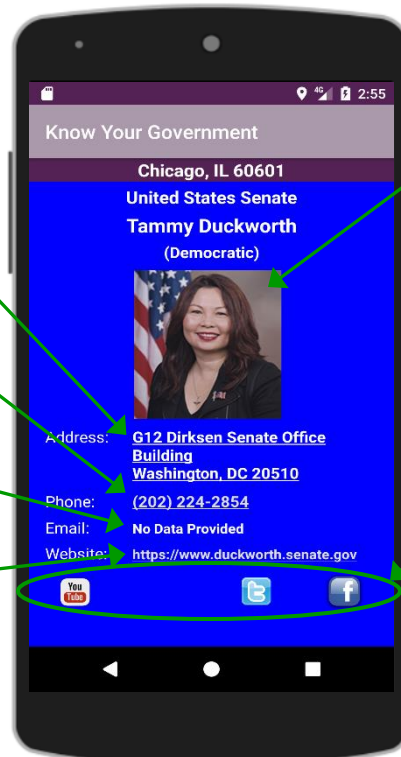 4G 2:55
Know Your Government
Chicago, IL 60601
United States Senate
Tammy Duckworth
(Democratic)
Address: G12 Dirksen Senate Office
Building
Washington, DC 20510
Phone: (202) 224-2854
Email: No Data Provided
Website: https://www.duckworth.senate.gov
You
Tube
t f